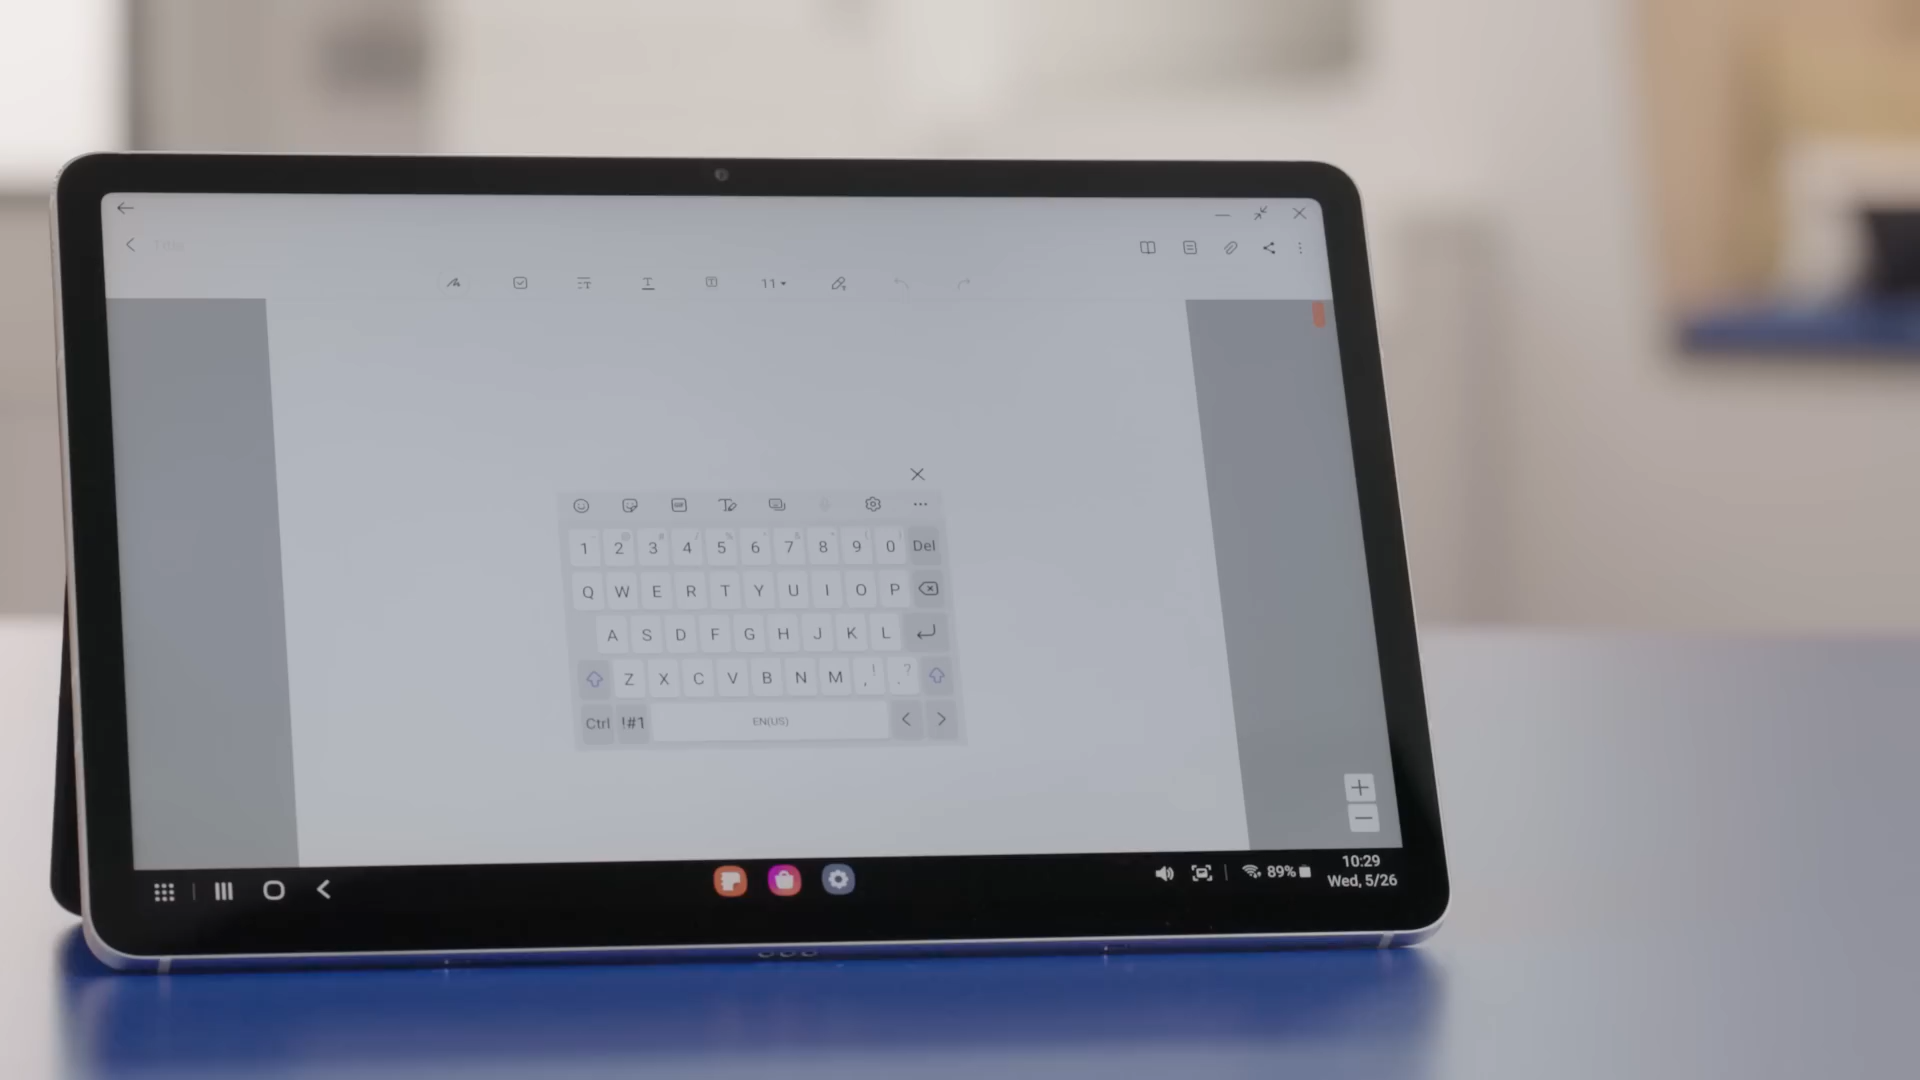 Title
11
1 2 3 4 5 6 7 8 9 0 Del
Q W E R T Y U I O P
A S D F G H J K L
Z X C V B N M , ! . ?
Ctrl !#1 EN(US)
89% 10:29
Wed, 5/26